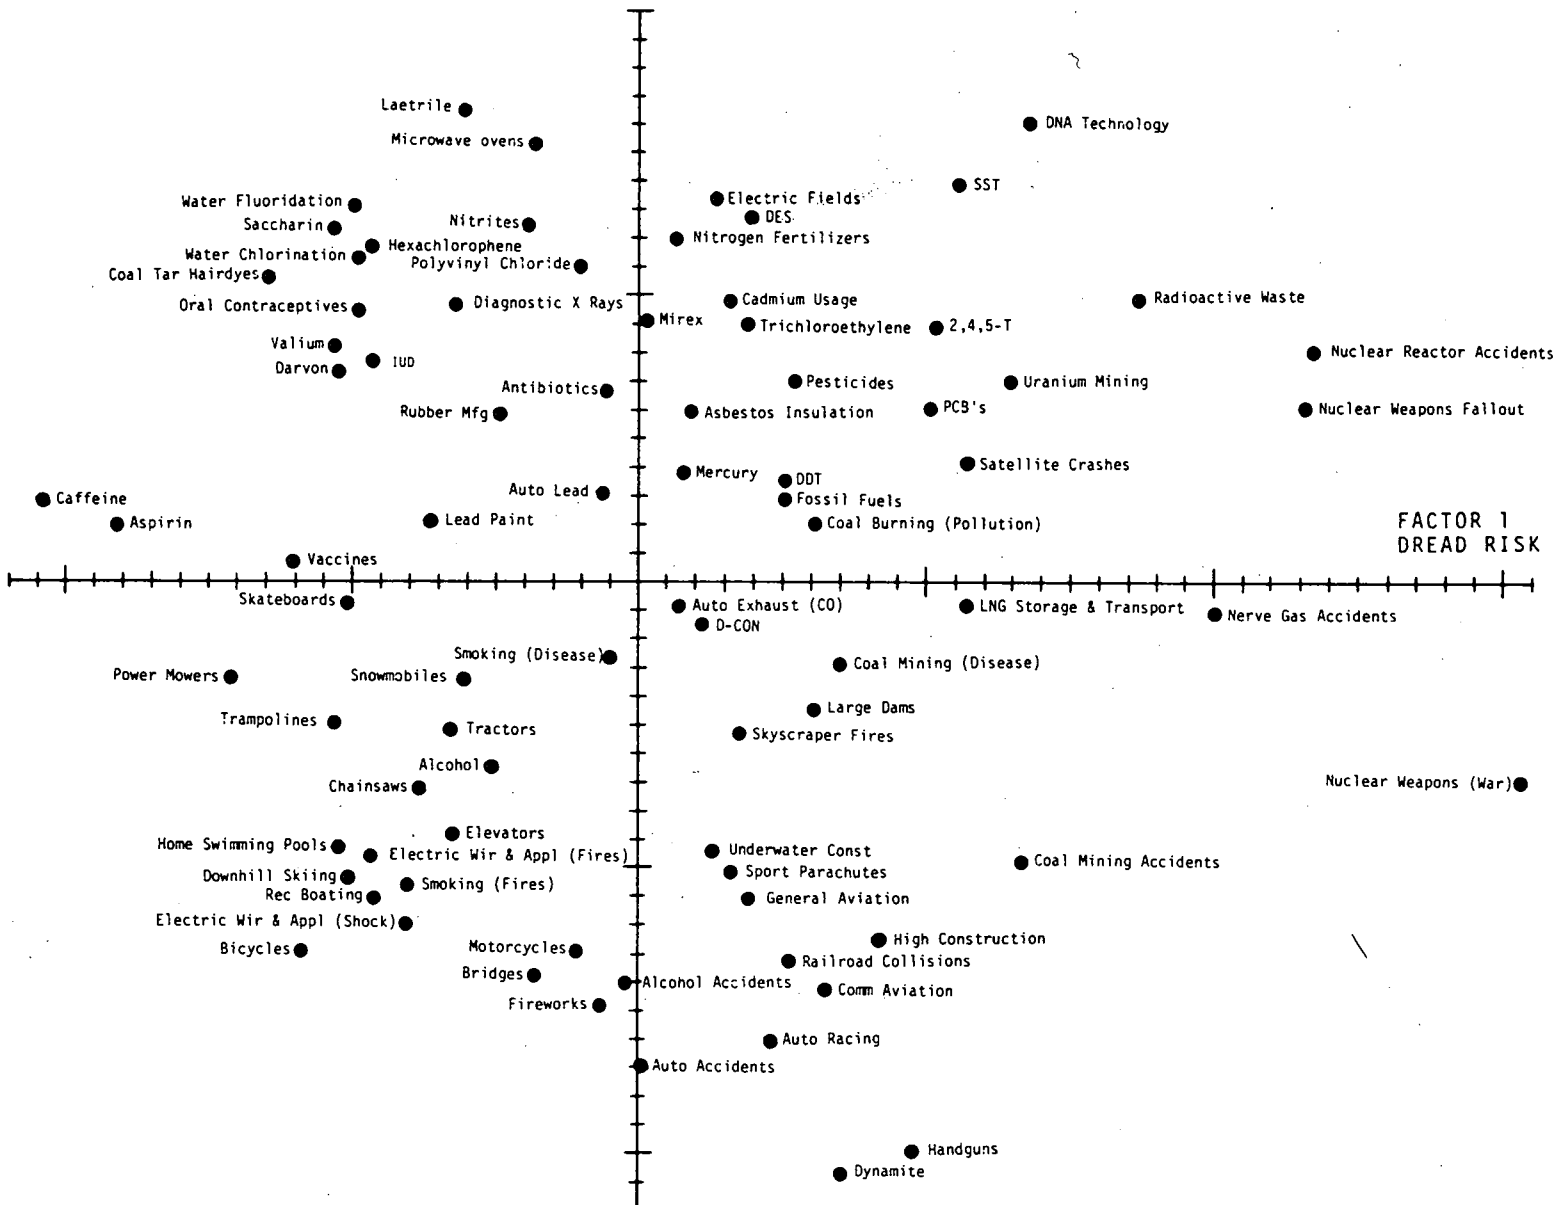 Laetrile
DNA Technology
Microwave ovens
SST
Electric Fields
Water Fluoridation
DES
Nitrites
Saccharin
Nitrogen Fertilizers
Hexachlorophene
Water Chlorination
Polyvinyl Chloride
Coal Tar Hairdyes
Radioactive Waste
Cadmium Usage
Diagnostic X Rays
Oral Contraceptives
Mirex
Trichloroethylene
2,4,5-T
Valium
Nuclear Reactor Accidents
IUD
Darvon
Pesticides
Uranium Mining
Antibiotics
PCB's
Nuclear Weapons Fallout
Rubber Mfg
Asbestos Insulation
Satellite Crashes
Mercury
DDT
Auto Lead
Caffeine
Fossil Fuels
Lead Paint
Aspirin
Coal Burning (Pollution)
FACTOR 1
DREAD RISK
Vaccines
Skateboards
Auto Exhaust (CO)
LNG Storage & Transport
Nerve Gas Accidents
D-CON
Smoking (Disease)
Coal Mining (Disease)
Power Mowers
Snowmobiles
Large Dams
Trampolines
Tractors
Skyscraper Fires
Alcohol
Nuclear Weapons (War)
Chainsaws
Elevators
Home Swimming Pools
Underwater Const
Electric Wir & Appl (Fires)
Coal Mining Accidents
Sport Parachutes
Downhill Skiing
Smoking (Fires)
Rec Boating
General Aviation
Electric Wir & Appl (Shock)
High Construction
Bicycles
Motorcycles
Railroad Collisions
Bridges
Alcohol Accidents
Comm Aviation
Fireworks
Auto Racing
Auto Accidents
Handguns
Dynamite